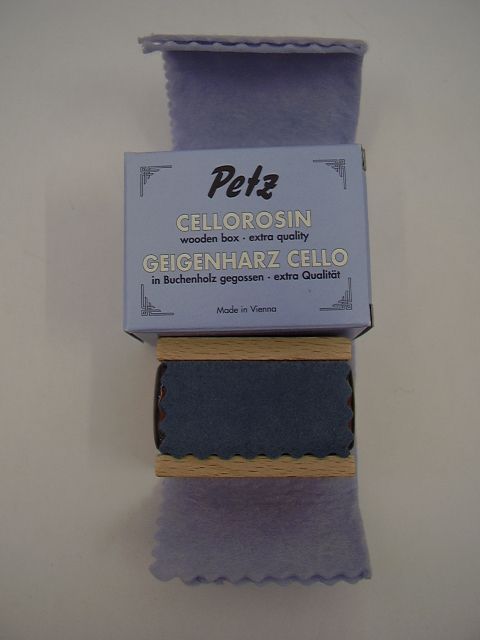 Petz
CELLOROSIN
wooden box - extra quality
GEIGENHARZ CELLO
in Buchenholz gegossen - extra Qualität
Made in Vienna